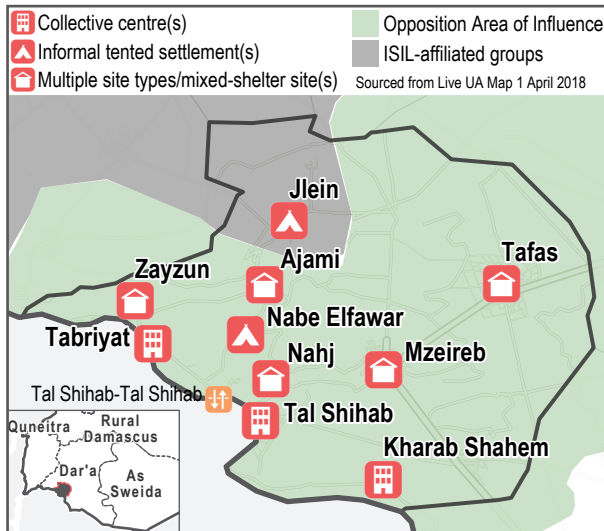 Collective centre(s)
Informal tented settlement(s)
Multiple site types/mixed-shelter site(s)
Opposition Area of Influence
ISIL-affiliated groups
Sourced from Live UA Map 1 April 2018
Jlein
Ajami
Tafas
Zayzun
Nabe Elfawar
Tabriyat
Nahj
Mzeireb
Tal Shihab-Tal Shihab
Tal Shihab
Kharab Shahem
Quneitra
Rural
Damascus
Dar'a
As
Sweida